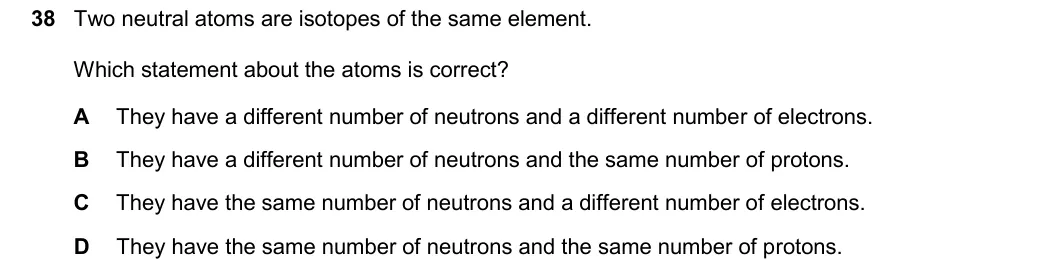 38 Two neutral atoms are isotopes of the same element.
Which statement about the atoms is correct?
A They have a different number of neutrons and a different number of electrons.
B They have a different number of neutrons and the same number of protons.
C They have the same number of neutrons and a different number of electrons.
D They have the same number of neutrons and the same number of protons.